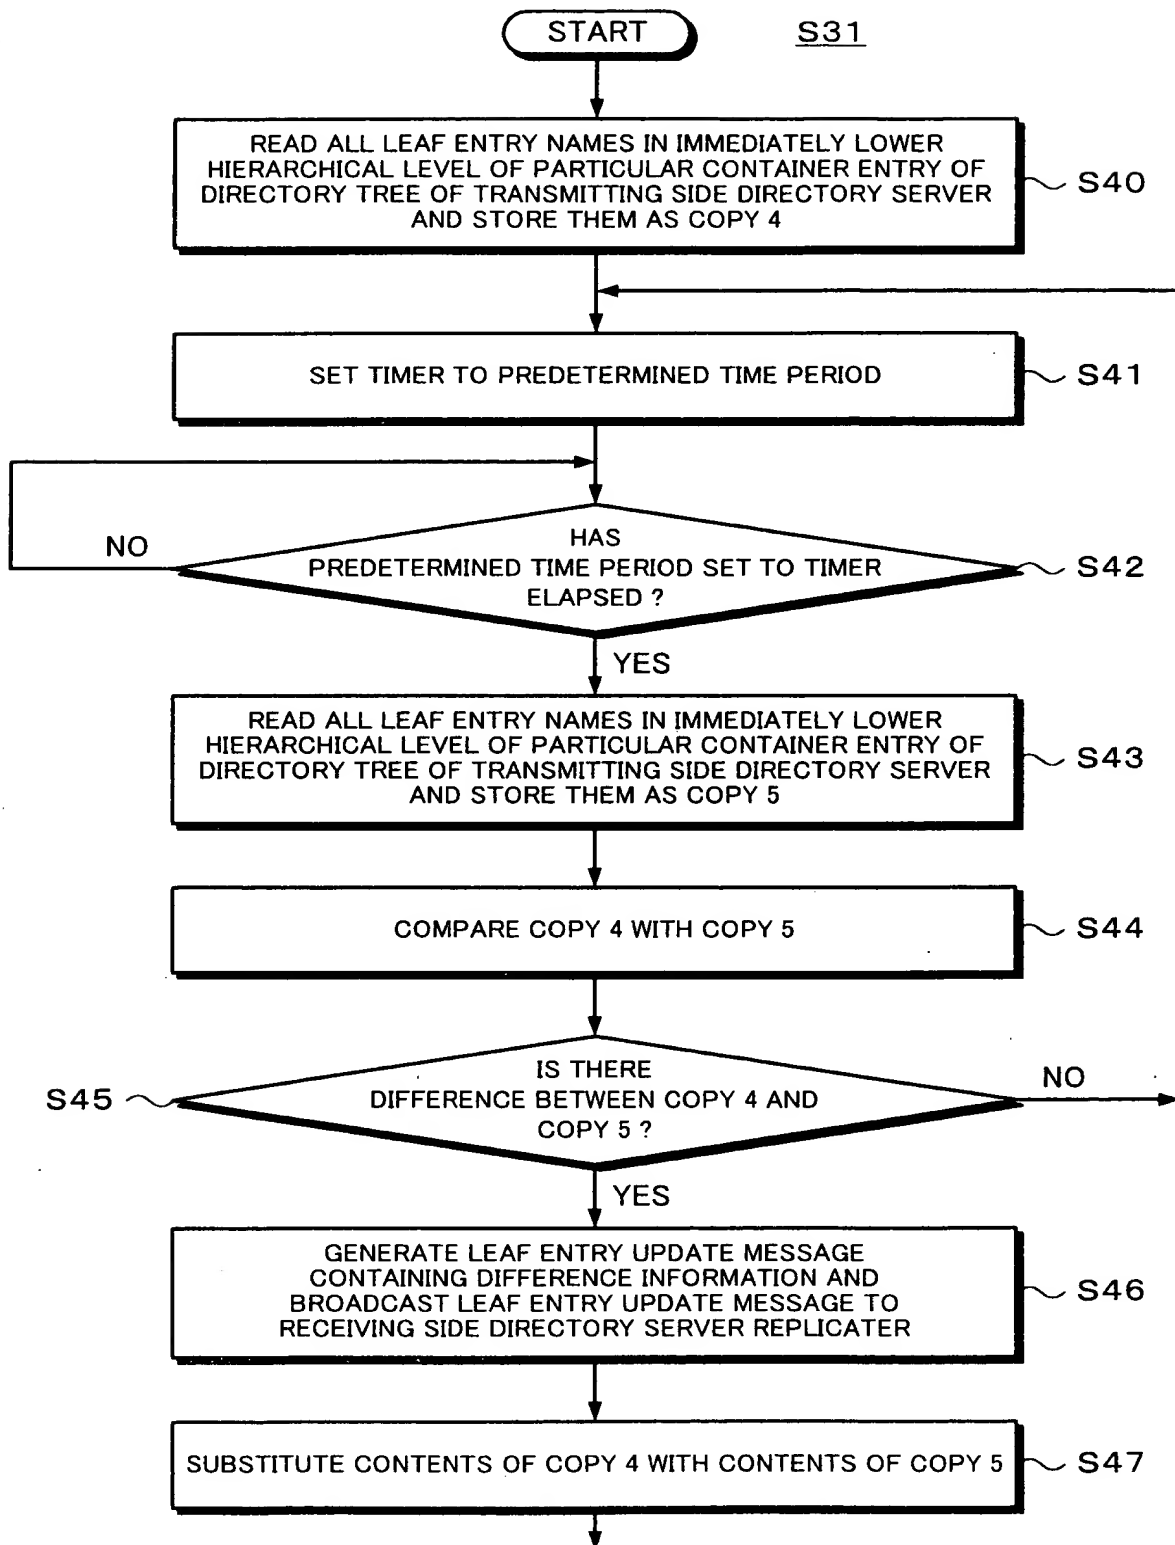 START
S31
READ ALL LEAF ENTRY NAMES IN IMMEDIATELY LOWER
HIERARCHICAL LEVEL OF PARTICULAR CONTAINER ENTRY OF
DIRECTORY TREE OF TRANSMITTING SIDE DIRECTORY SERVER
AND STORE THEM AS COPY 4
S40
SET TIMER TO PREDETERMINED TIME PERIOD
S41
NO
HAS
PREDETERMINED TIME PERIOD SET TO TIMER
ELAPSED ?
S42
YES
READ ALL LEAF ENTRY NAMES IN IMMEDIATELY LOWER
HIERARCHICAL LEVEL OF PARTICULAR CONTAINER ENTRY OF
DIRECTORY TREE OF TRANSMITTING SIDE DIRECTORY SERVER
AND STORE THEM AS COPY 5
S43
COMPARE COPY 4 WITH COPY 5
S44
S45
IS THERE
DIFFERENCE BETWEEN COPY 4 AND
COPY 5 ?
NO
YES
GENERATE LEAF ENTRY UPDATE MESSAGE
CONTAINING DIFFERENCE INFORMATION AND
BROADCAST LEAF ENTRY UPDATE MESSAGE TO
RECEIVING SIDE DIRECTORY SERVER REPLICATER
S46
SUBSTITUTE CONTENTS OF COPY 4 WITH CONTENTS OF COPY 5
S47